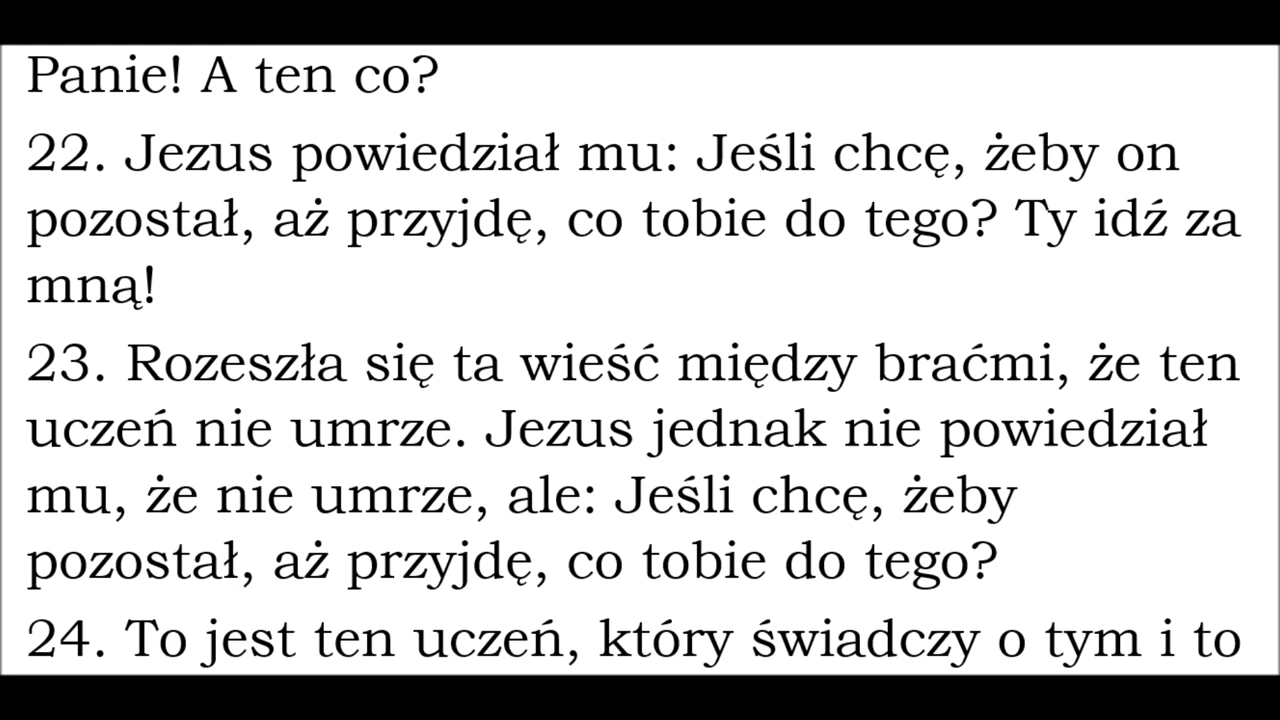 Panie! A ten co?
22. Jezus powiedział mu: Jeśli chcę, żeby on
pozostał, aż przyjdę, co tobie do tego? Ty idź za
mną!
23. Rozeszła się ta wieść między braćmi, że ten
uczeń nie umrze. Jezus jednak nie powiedział
mu, że nie umrze, ale: Jeśli chcę, żeby
pozostał, aż przyjdę, co tobie do tego?
24. To jest ten uczeń, który świadczy o tym i to